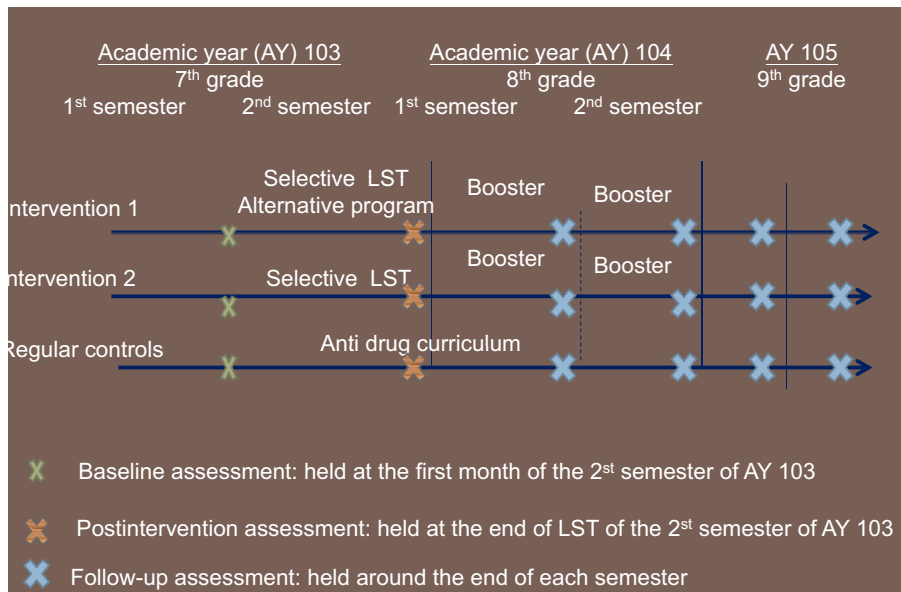 Academic year (AY) 103 Academic year (AY) 104 AY 105
7th grade 8th grade 9th grade
1st semester 2nd semester 1st semester 2nd semester
Selective LST Booster Booster
ntervention 1 Alternative program
Booster Booster
ntervention 2 Selective LST
Regular controls Anti drug curriculum
Baseline assessment: held at the first month of the 2st semester of AY 103
Postintervention assessment: held at the end of LST of the 2st semester of AY 103
Follow-up assessment: held around the end of each semester